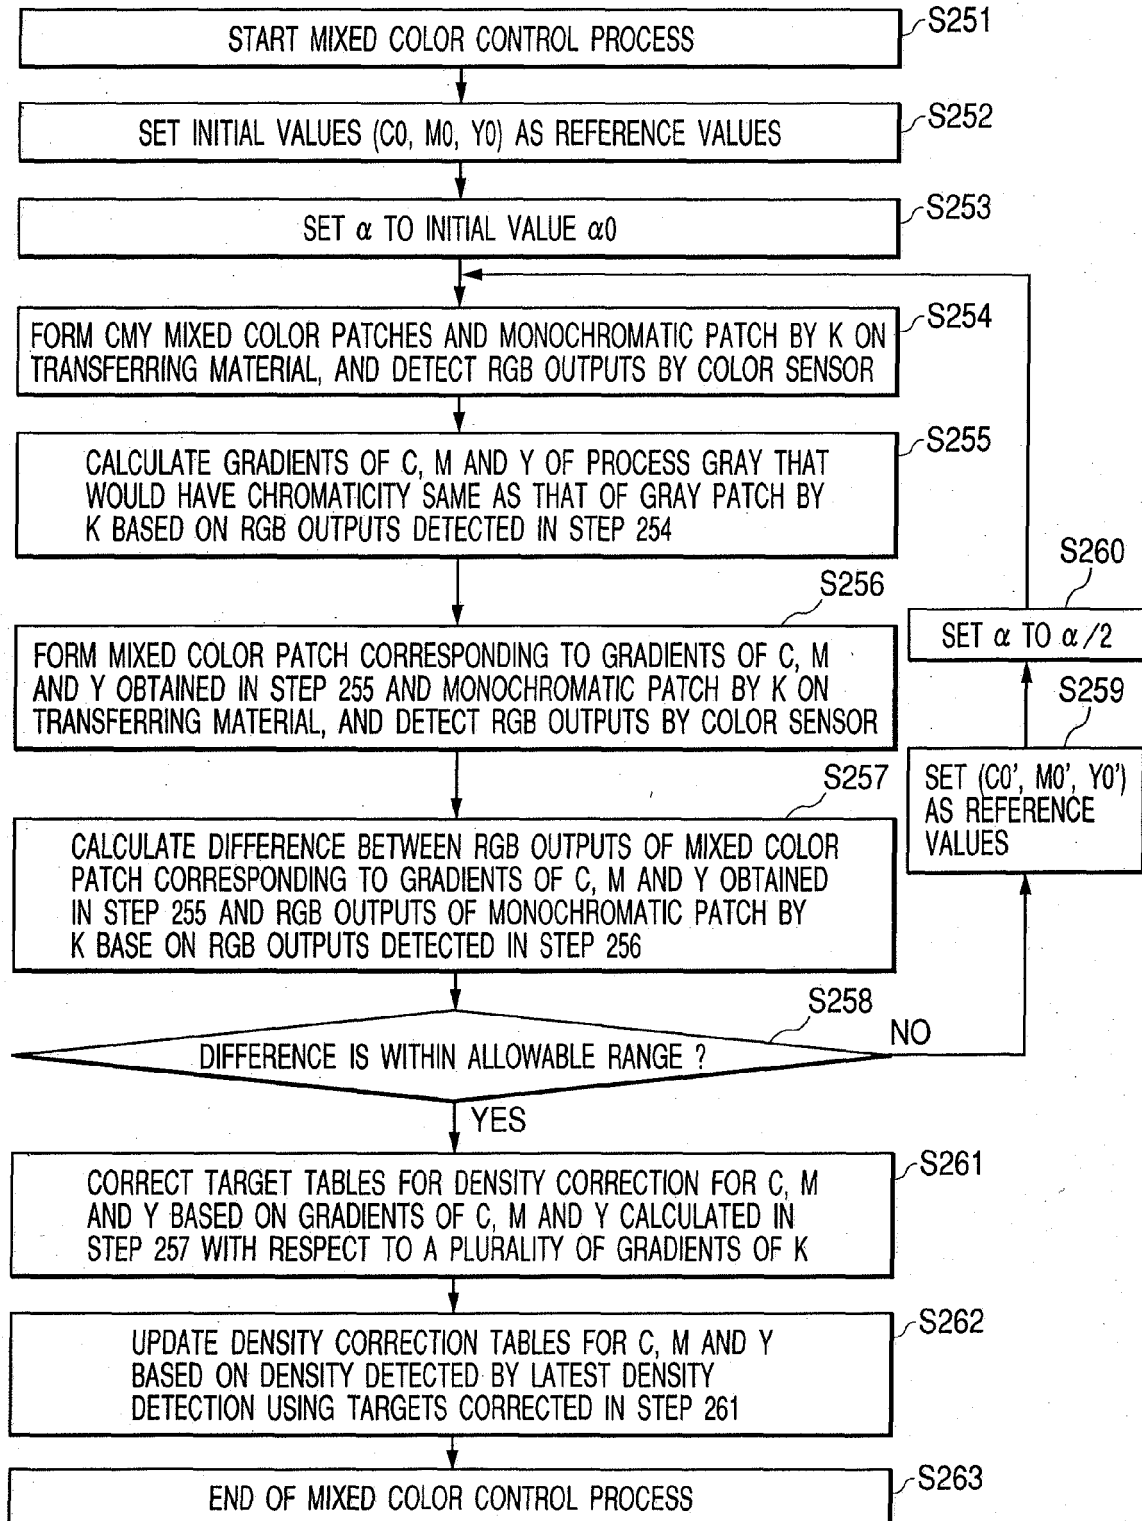 START MIXED COLOR CONTROL PROCESS
S251
SET INITIAL VALUES (C0, M0, Y0) AS REFERENCE VALUES
S252
SET α TO INITIAL VALUE α0
S253
FORM CMY MIXED COLOR PATCHES AND MONOCHROMATIC PATCH BY K ON
TRANSFERRING MATERIAL, AND DETECT RGB OUTPUTS BY COLOR SENSOR
S254
CALCULATE GRADIENTS OF C, M AND Y OF PROCESS GRAY THAT
WOULD HAVE CHROMATICITY SAME AS THAT OF GRAY PATCH BY
K BASED ON RGB OUTPUTS DETECTED IN STEP 254
S255
FORM MIXED COLOR PATCH CORRESPONDING TO GRADIENTS OF C, M
AND Y OBTAINED IN STEP 255 AND MONOCHROMATIC PATCH BY K ON
TRANSFERRING MATERIAL, AND DETECT RGB OUTPUTS BY COLOR SENSOR
S256
CALCULATE DIFFERENCE BETWEEN RGB OUTPUTS OF MIXED COLOR
PATCH CORRESPONDING TO GRADIENTS OF C, M AND Y OBTAINED
IN STEP 255 AND RGB OUTPUTS OF MONOCHROMATIC PATCH BY
K BASE ON RGB OUTPUTS DETECTED IN STEP 256
S257
DIFFERENCE IS WITHIN ALLOWABLE RANGE ?
S258
NO
SET (C0', M0', Y0')
AS REFERENCE
VALUES
S259
SET α TO α/2
S260
YES
CORRECT TARGET TABLES FOR DENSITY CORRECTION FOR C, M
AND Y BASED ON GRADIENTS OF C, M AND Y CALCULATED IN
STEP 257 WITH RESPECT TO A PLURALITY OF GRADIENTS OF K
S261
UPDATE DENSITY CORRECTION TABLES FOR C, M AND Y
BASED ON DENSITY DETECTED BY LATEST DENSITY
DETECTION USING TARGETS CORRECTED IN STEP 261
S262
END OF MIXED COLOR CONTROL PROCESS
S263